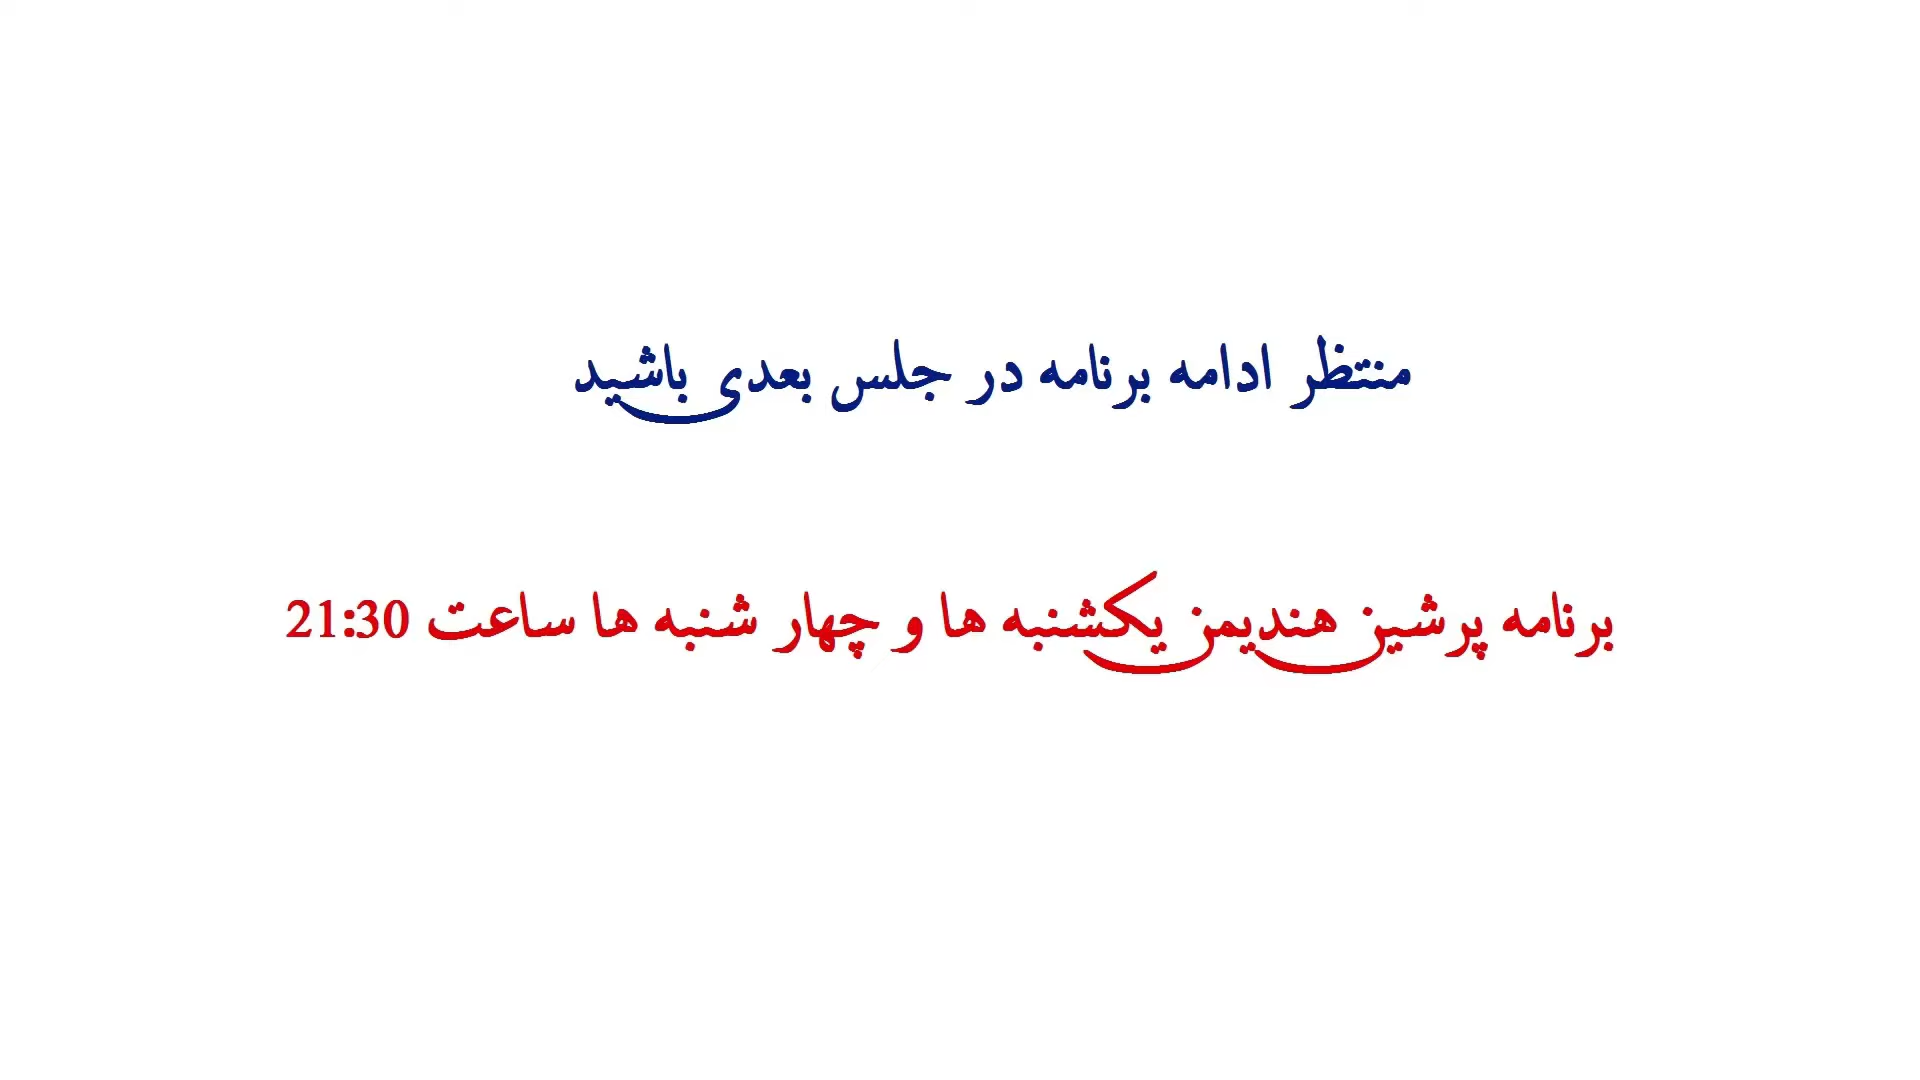 منتظر ادامه برنامه در جلس بعدی باشید
برنامه پرشین هندیمن یکشنبه ها و چهار شنبه ها ساعت 21:30